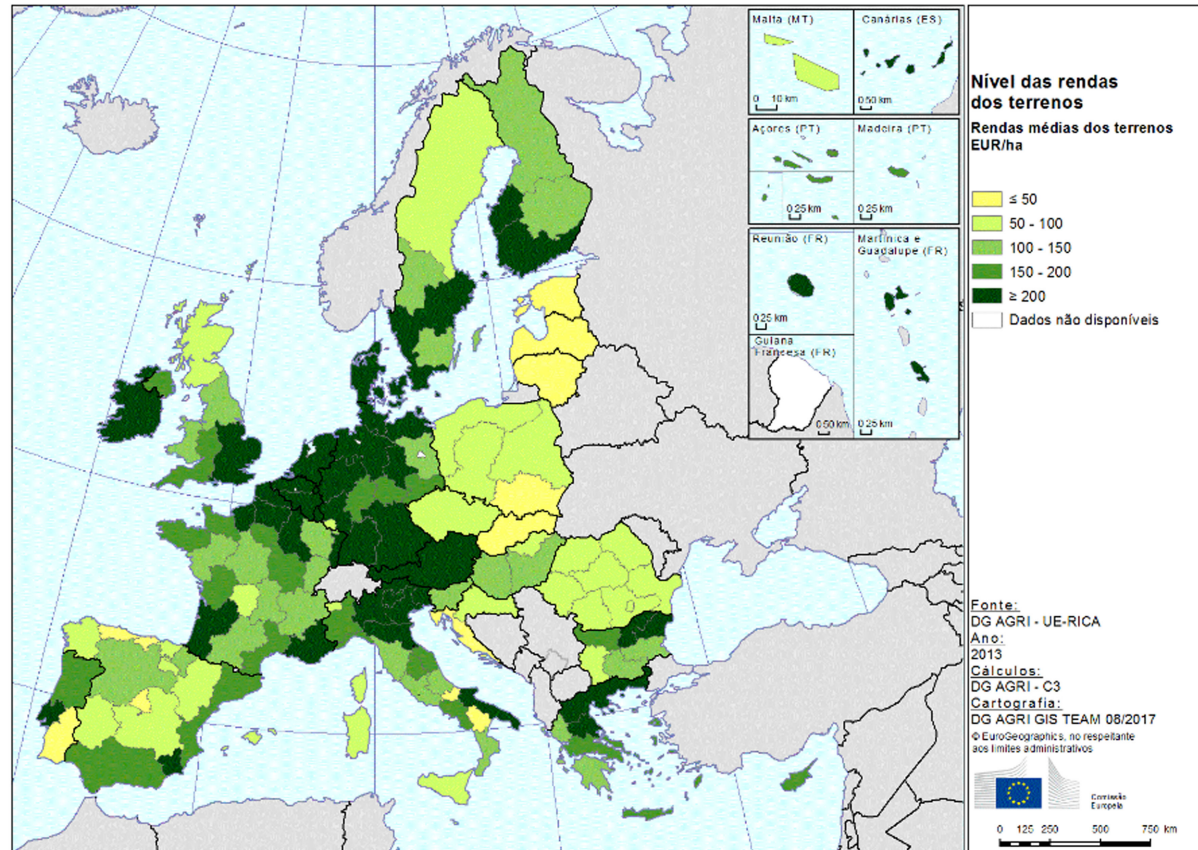 Malta (MT)
0 10 km
Canárias (ES)
0 50 km
Açores (PT)
0 25 km
Madeira (PT)
0 25 km
Reunião (FR)
0 25 km
Martínica e
Guadalupe (FR)
0 25 km
Guiana
Francesa (FR)
0 50 km
Nível das rendas
dos terrenos
Rendas médias dos terrenos
EUR/ha
≤ 50
50 - 100
100 - 150
150 - 200
≥ 200
Dados não disponíveis
Fonte:
DG AGRI - UE-RICA
Ano:
2013
Cálculos:
DG AGRI - C3
Cartografia:
DG AGRI GIS TEAM 08/2017
© EuroGeographics, no respeitante
aos limites administrativos
Comissão
Europeia
0 125 250 500 750 km